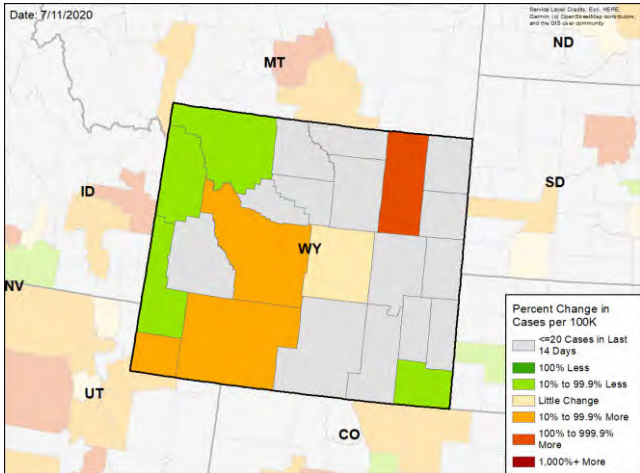 Date: 7/11/2020
Service Layer Credits: Esri, HERE,
Garmin, (c) OpenStreetMap contributors,
and the GIS user community
ND
MT
ID
SD
WY
NV
UT
CO
Percent Change in
Cases per 100K
<=20 Cases in Last
14 Days
100% Less
10% to 99.9% Less
Little Change
10% to 99.9% More
100% to 999.9%
More
1,000%+ More